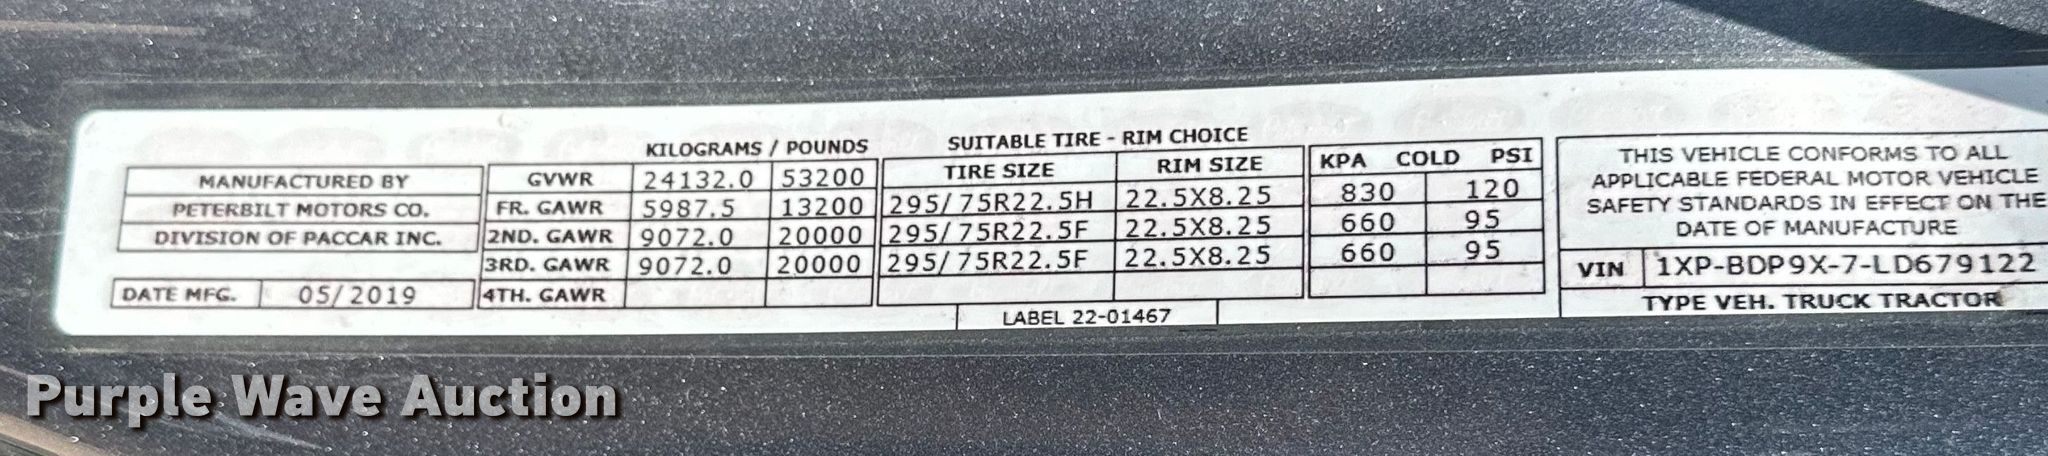 KILOGRAMS / POUNDS
SUITABLE TIRE - RIM CHOICE
MANUFACTURED BY
PETERBILT MOTORS CO.
DIVISION OF PACCAR INC.
DATE MFG. 05/2019
GVWR 24132.0 53200
FR. GAWR 5987.5 13200
2ND. GAWR 9072.0 20000
3RD. GAWR 9072.0 20000
4TH. GAWR
TIRE SIZE RIM SIZE
295/75R22.5H 22.5X8.25
295/75R22.5F 22.5X8.25
295/75R22.5F 22.5X8.25
KPA COLD PSI
830 120
660 95
660 95
LABEL 22-01467
THIS VEHICLE CONFORMS TO ALL
APPLICABLE FEDERAL MOTOR VEHICLE
SAFETY STANDARDS IN EFFECT ON THE
DATE OF MANUFACTURE
VIN 1XP-BDP9X-7-LD679122
TYPE VEH. TRUCK TRACTOR
Purple Wave Auction